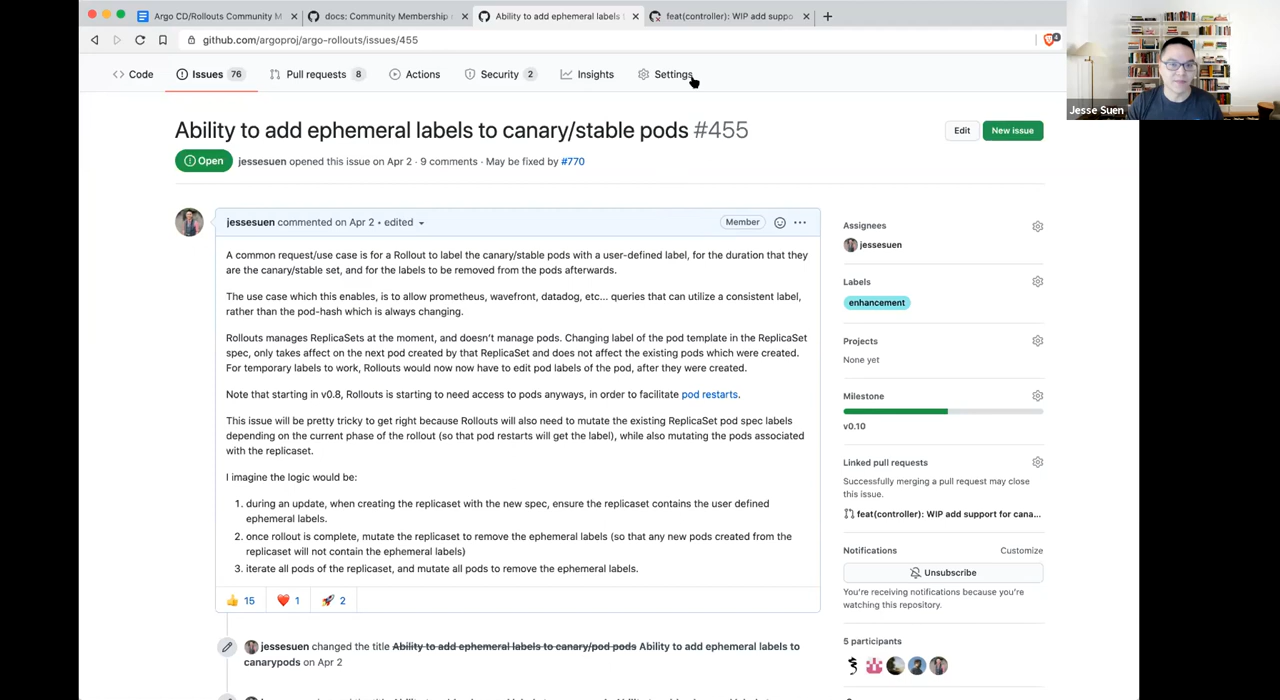 Argo CD/Rollouts Community M
docs: Community Membership
Ability to add ephemeral labels
feat(controller): WIP add suppo
github.com/argoproj/argo-rollouts/issues/455
4
Code
Issues 76
Pull requests 8
Actions
Security 2
Insights
Settings
Jesse Suen
Ability to add ephemeral labels to canary/stable pods #455
Edit
New issue
Open
jessesuen opened this issue on Apr 2 · 9 comments · May be fixed by #770
jessesuen commented on Apr 2 • edited
Member
A common request/use case is for a Rollout to label the canary/stable pods with a user-defined label, for the duration that they
are the canary/stable set, and for the labels to be removed from the pods afterwards.
The use case which this enables, is to allow prometheus, wavefront, datadog, etc... queries that can utilize a consistent label,
rather than the pod-hash which is always changing.
Rollouts manages ReplicaSets at the moment, and doesn't manage pods. Changing label of the pod template in the ReplicaSet
spec, only takes affect on the next pod created by that ReplicaSet and does not affect the existing pods which were created.
For temporary labels to work, Rollouts would now now have to edit pod labels of the pod, after they were created.
Note that starting in v0.8, Rollouts is starting to need access to pods anyways, in order to facilitate pod restarts.
This issue will be pretty tricky to get right because Rollouts will also need to mutate the existing ReplicaSet pod spec labels
depending on the current phase of the rollout (so that pod restarts will get the label), while also mutating the pods associated
with the replicaset.
I imagine the logic would be:
1. during an update, when creating the replicaset with the new spec, ensure the replicaset contains the user defined
ephemeral labels.
2. once rollout is complete, mutate the replicaset to remove the ephemeral labels (so that any new pods created from the
replicaset will not contain the ephemeral labels)
3. iterate all pods of the replicaset, and mutate all pods to remove the ephemeral labels.
15
1
2
jessesuen changed the title Ability to add ephemeral labels to canary/pod pods Ability to add ephemeral labels to
canarypods on Apr 2
Assignees
jessesuen
Labels
enhancement
Projects
None yet
Milestone
v0.10
Linked pull requests
Successfully merging a pull request may close
this issue.
feat(controller): WIP add support for cana...
Notifications
Customize
Unsubscribe
You're receiving notifications because you're
watching this repository.
5 participants